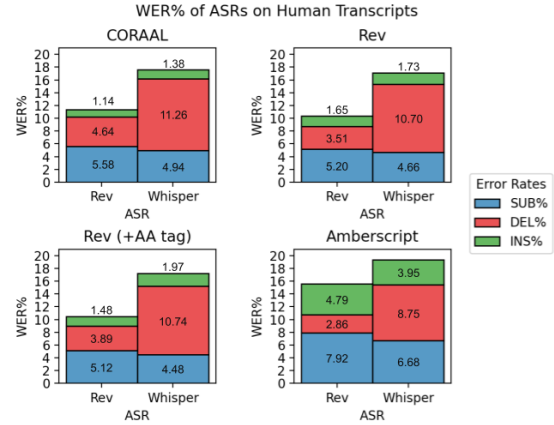 WER% of ASRs on Human Transcripts
CORAAL
WER%
20
18
16
14
12
10
8
6
4
2
0
1.14
4.64
5.58
1.38
11.26
4.94
Rev
Whisper
ASR
Rev
WER%
20
18
16
14
12
10
8
6
4
2
0
1.65
3.51
5.20
1.73
10.70
4.66
Rev
Whisper
ASR
Error Rates
SUB%
DEL%
INS%
Rev (+AA tag)
WER%
20
18
16
14
12
10
8
6
4
2
0
1.48
3.89
5.12
1.97
10.74
4.48
Rev
Whisper
ASR
Amberscript
WER%
20
18
16
14
12
10
8
6
4
2
0
4.79
2.86
7.92
3.95
8.75
6.68
Rev
Whisper
ASR